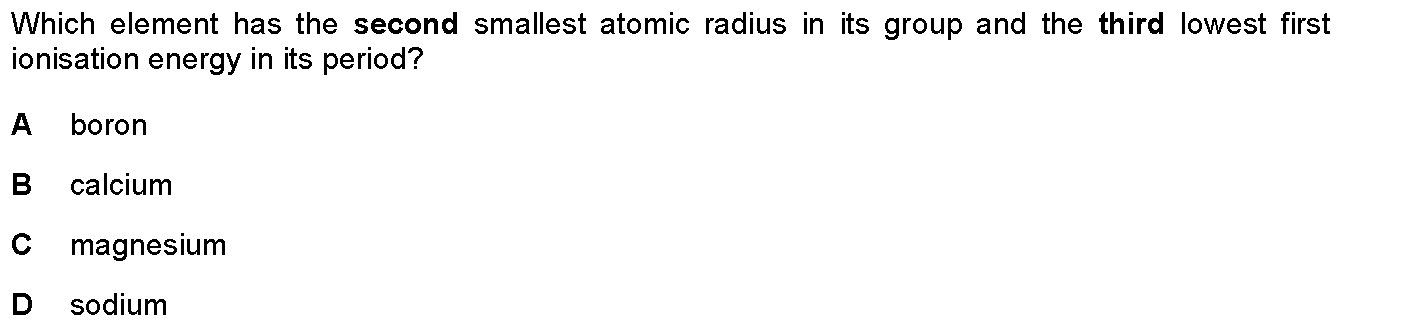 Which element has the second smallest atomic radius in its group and the third lowest first
ionisation energy in its period?
A boron
B calcium
C magnesium
D sodium